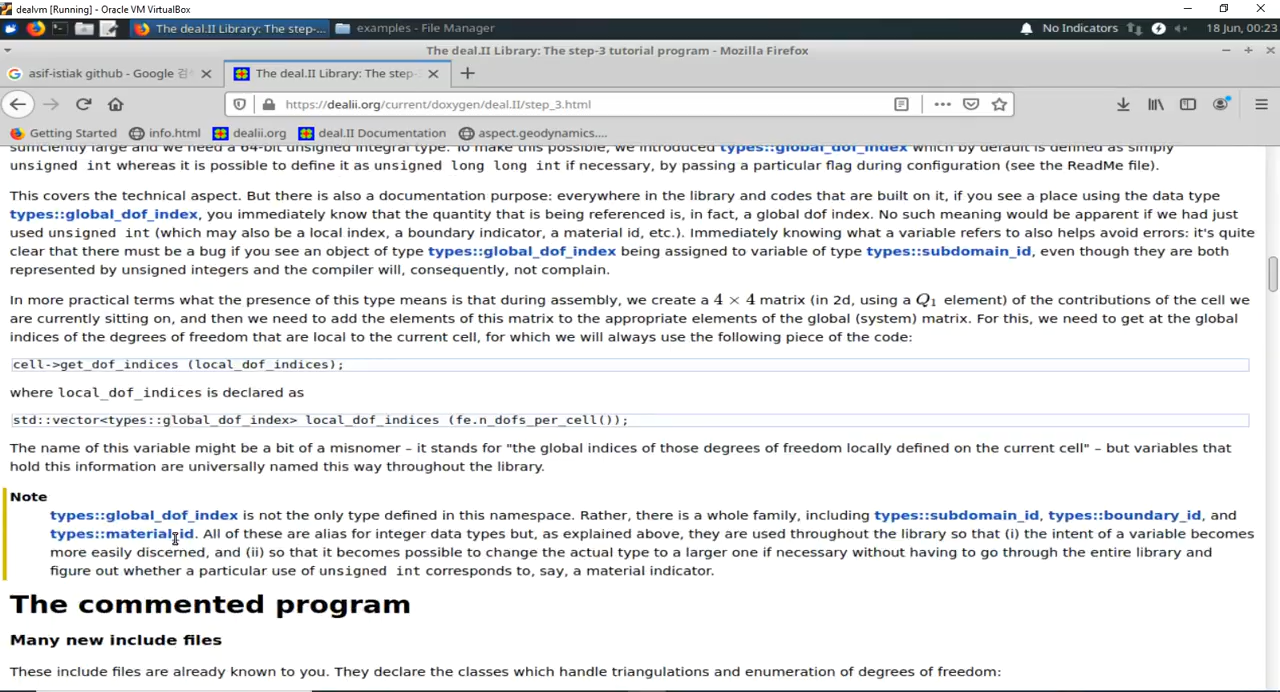 dealvm [Running] - Oracle VM VirtualBox
The deal.II Library: The step-...
examples - File Manager
No Indicators
18 Jun, 00:23
The deal.II Library: The step-3 tutorial program - Mozilla Firefox
asif-istiak github - Google 검
The deal.II Library: The step-
https://dealii.org/current/doxygen/deal.II/step_3.html
Getting Started
info.html
dealii.org
deal.II Documentation
aspect.geodynamics....
sufficiently large and we need a 64-bit unsigned integral type. To make this possible, we introduced types::global_dof_index which by default is defined as simply
unsigned int whereas it is possible to define it as unsigned long long int if necessary, by passing a particular flag during configuration (see the ReadMe file).
This covers the technical aspect. But there is also a documentation purpose: everywhere in the library and codes that are built on it, if you see a place using the data type
types::global_dof_index, you immediately know that the quantity that is being referenced is, in fact, a global dof index. No such meaning would be apparent if we had just
used unsigned int (which may also be a local index, a boundary indicator, a material id, etc.). Immediately knowing what a variable refers to also helps avoid errors: it's quite
clear that there must be a bug if you see an object of type types::global_dof_index being assigned to variable of type types::subdomain_id, even though they are both
represented by unsigned integers and the compiler will, consequently, not complain.
In more practical terms what the presence of this type means is that during assembly, we create a 4 × 4 matrix (in 2d, using a Q₁ element) of the contributions of the cell we
are currently sitting on, and then we need to add the elements of this matrix to the appropriate elements of the global (system) matrix. For this, we need to get at the global
indices of the degrees of freedom that are local to the current cell, for which we will always use the following piece of the code:
cell->get_dof_indices (local_dof_indices);
where local_dof_indices is declared as
std::vector<types::global_dof_index> local_dof_indices (fe.n_dofs_per_cell());
The name of this variable might be a bit of a misnomer – it stands for "the global indices of those degrees of freedom locally defined on the current cell" – but variables that
hold this information are universally named this way throughout the library.
Note
types::global_dof_index is not the only type defined in this namespace. Rather, there is a whole family, including types::subdomain_id, types::boundary_id, and
types::material_id. All of these are alias for integer data types but, as explained above, they are used throughout the library so that (i) the intent of a variable becomes
more easily discerned, and (ii) so that it becomes possible to change the actual type to a larger one if necessary without having to go through the entire library and
figure out whether a particular use of unsigned int corresponds to, say, a material indicator.
The commented program
Many new include files
These include files are already known to you. They declare the classes which handle triangulations and enumeration of degrees of freedom: